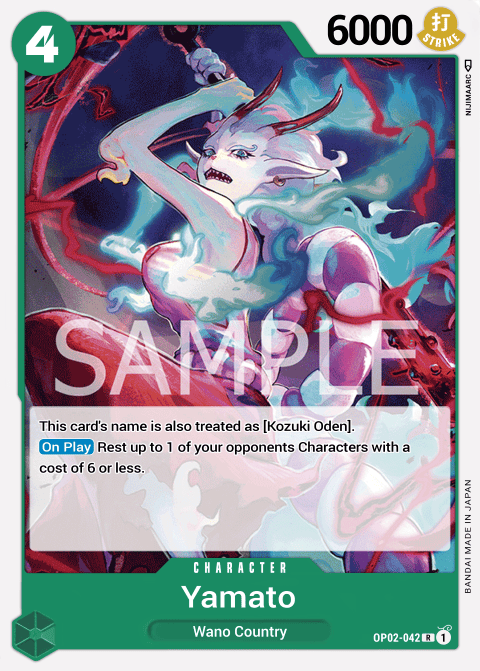 4
6000
打
STRIKE
NIJIMAARC
SAMPLE
This card's name is also treated as [Kozuki Oden].
On Play Rest up to 1 of your opponents Characters with a
cost of 6 or less.
BANDAI MADE IN JAPAN
CHARACTER
Yamato
Wano Country
OP02-042 R 1